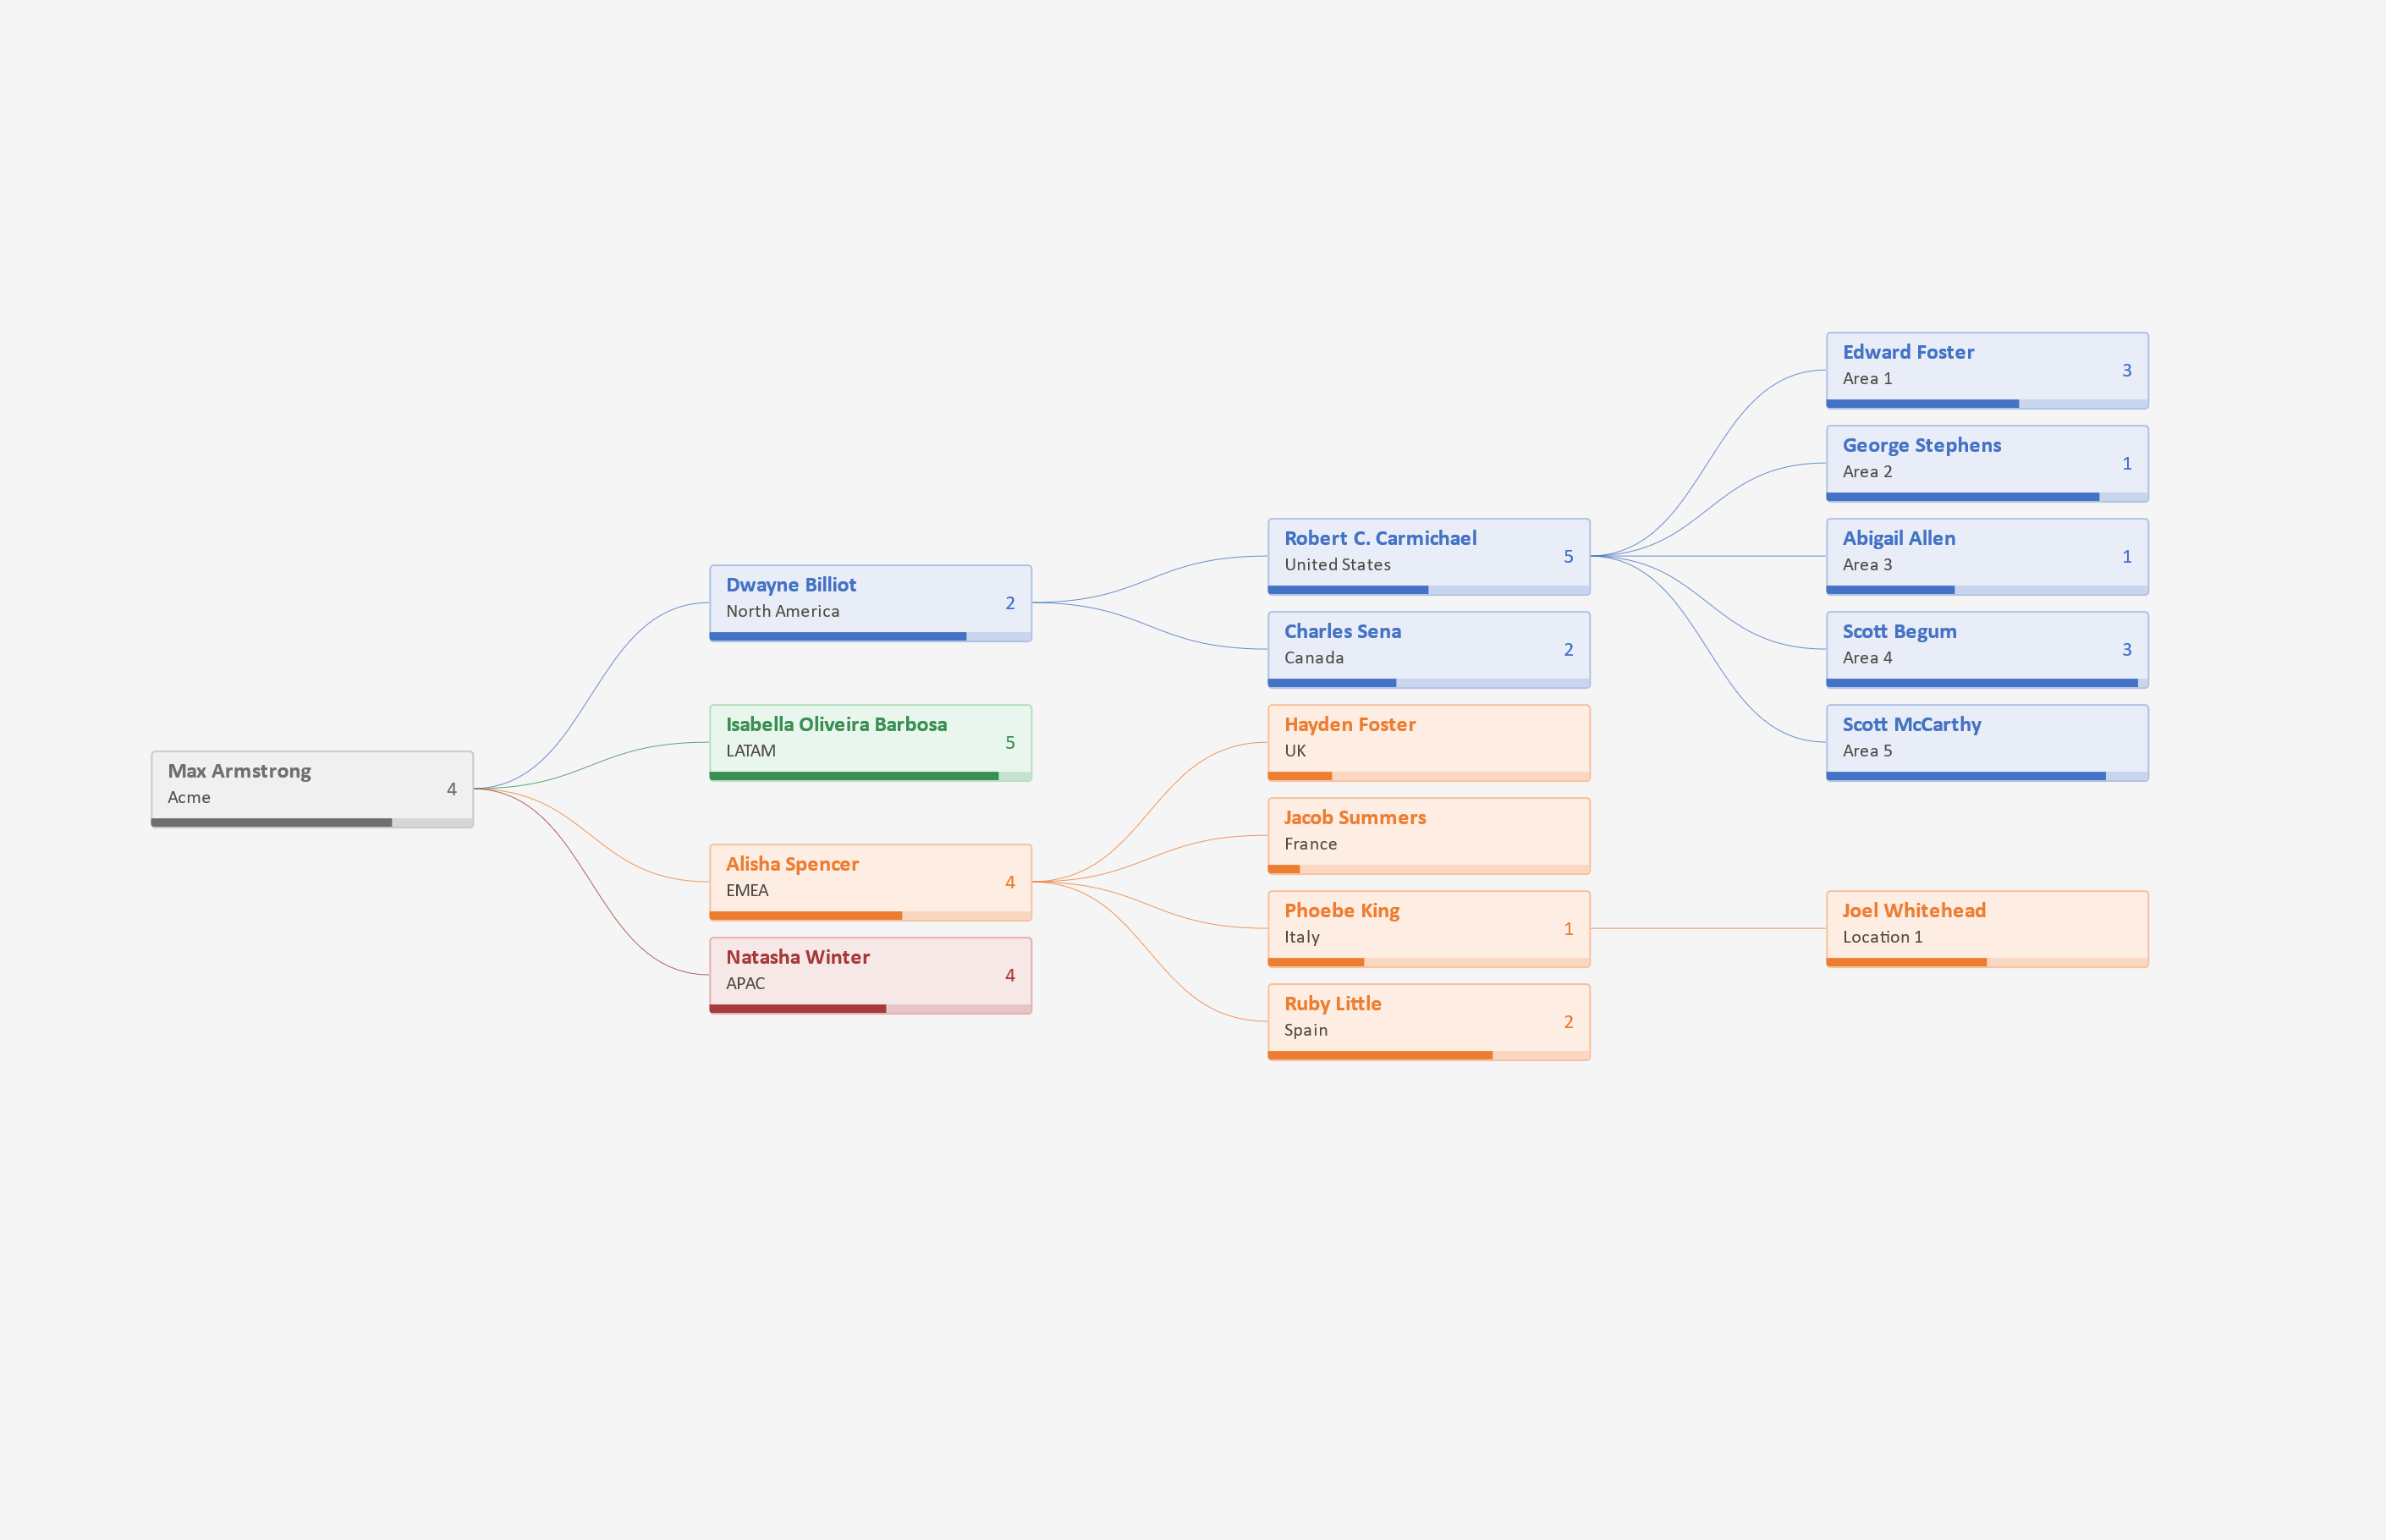 Max Armstrong
Acme
4
Dwayne Billiot
North America
2
Isabella Oliveira Barbosa
LATAM
5
Alisha Spencer
EMEA
4
Natasha Winter
APAC
4
Robert C. Carmichael
United States
5
Charles Sena
Canada
2
Hayden Foster
UK
Jacob Summers
France
Phoebe King
Italy
1
Ruby Little
Spain
2
Edward Foster
Area 1
3
George Stephens
Area 2
1
Abigail Allen
Area 3
1
Scott Begum
Area 4
3
Scott McCarthy
Area 5
Joel Whitehead
Location 1